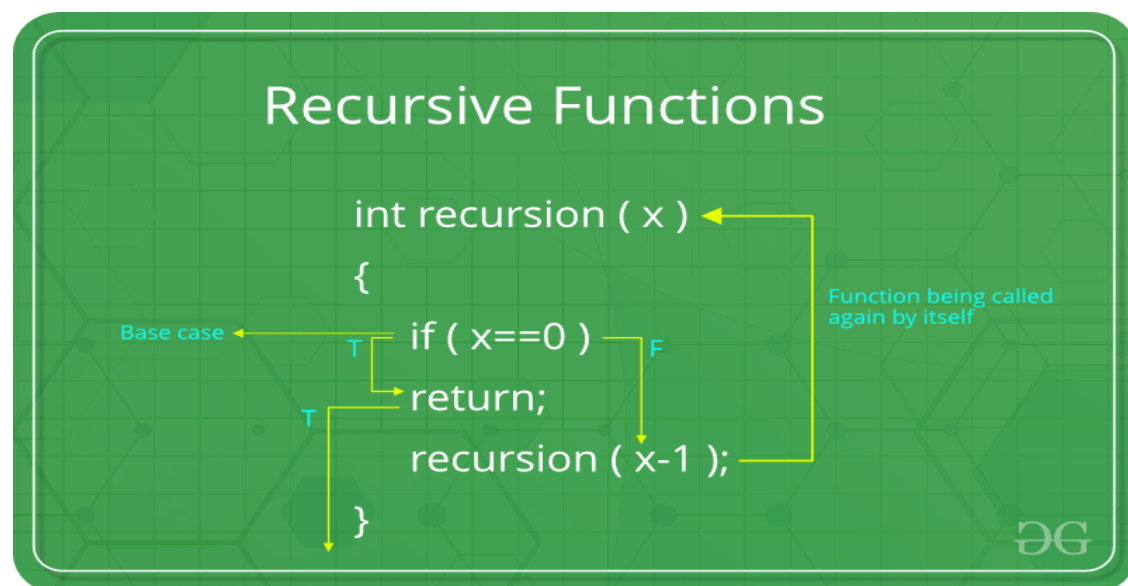 Recursive Functions
int recursion ( x )
{
Function being called
again by itself
Base case
if ( x==0 )
T
F
return;
T
recursion ( x-1 );
}
GG